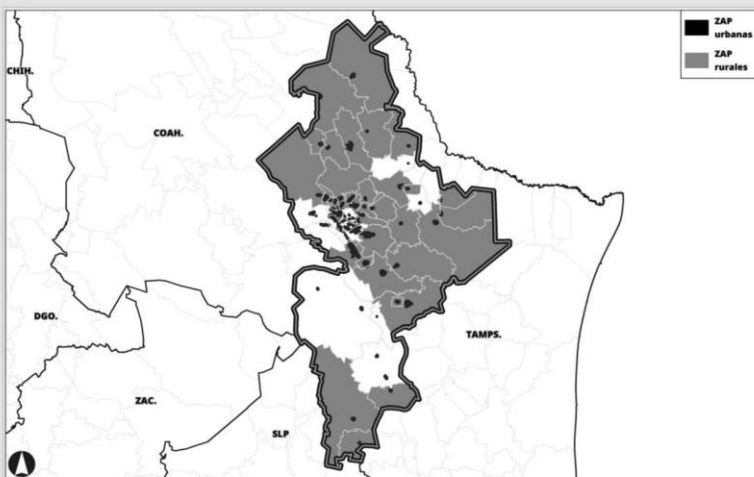 ZAP
urbanas
ZAP
rurales
CHIH.
COAH.
DGO.
TAMPS.
ZAC.
SLP